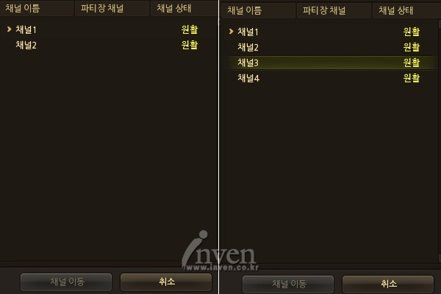 채널 이름 파티장 채널 채널 상태
채널1 원활
채널2 원활
채널 이동 취소
채널 이름 파티장 채널 채널 상태
채널1 원활
채널2 원활
채널3 원활
채널4 원활
채널 이동 취소
inven
www.inven.co.kr